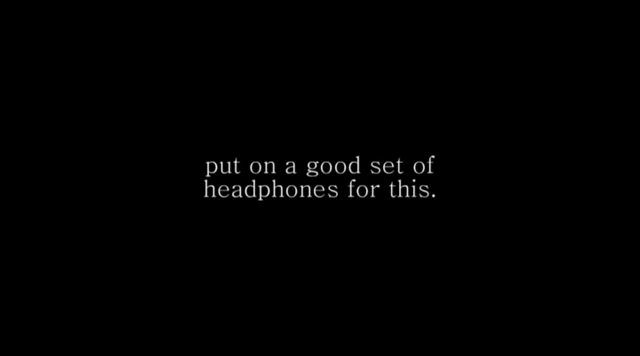 put on a good set of
headphones for this.